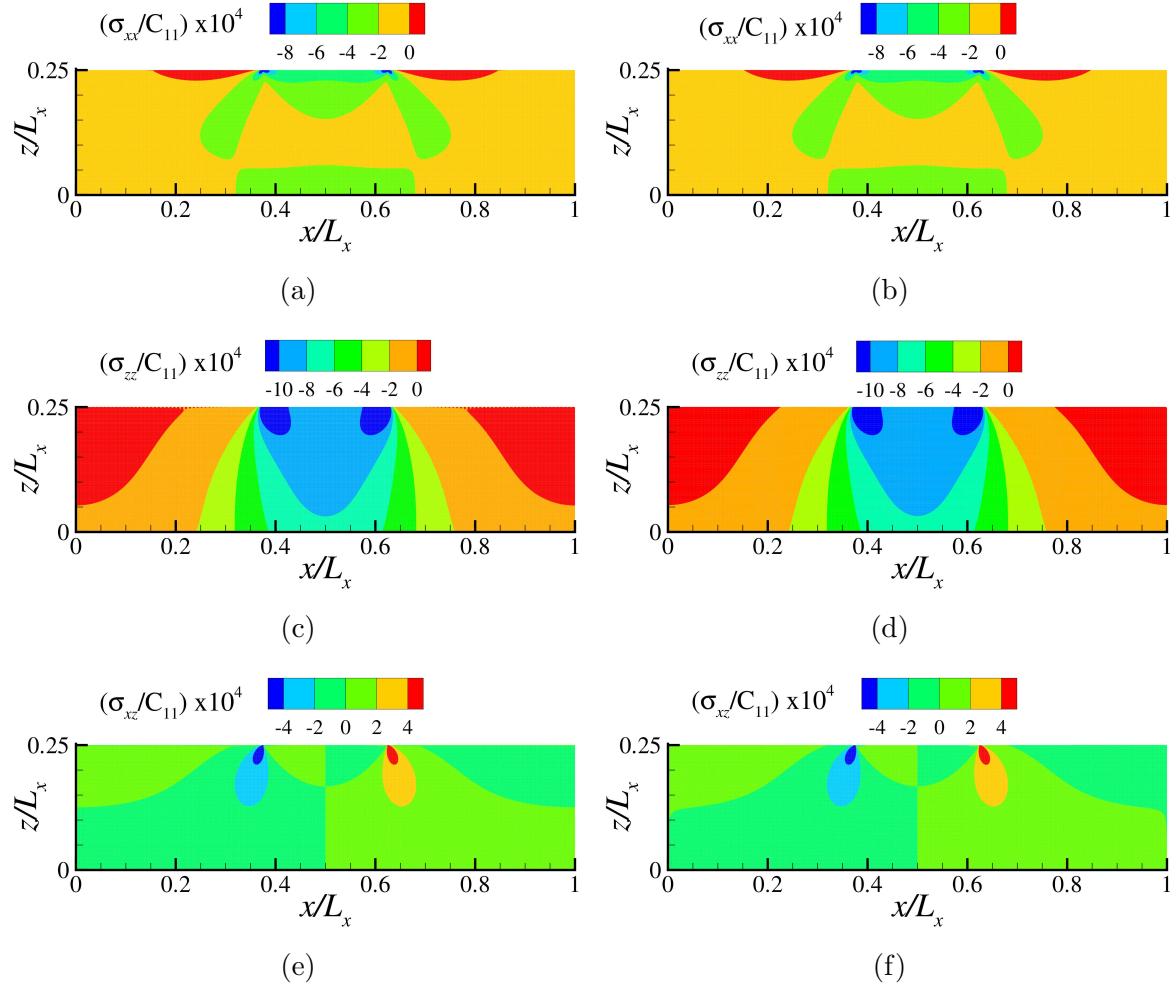 (σxx/C11) x10^4
-8 -6 -4 -2 0
(σxx/C11) x10^4
-8 -6 -4 -2 0
z/Lx
0.25
0
0 0.2 0.4 0.6 0.8 1
x/Lx
z/Lx
0.25
0
0 0.2 0.4 0.6 0.8 1
x/Lx
(a)
(b)
(σzz/C11) x10^4
-10 -8 -6 -4 -2 0
(σzz/C11) x10^4
-10 -8 -6 -4 -2 0
z/Lx
0.25
0
0 0.2 0.4 0.6 0.8 1
x/Lx
z/Lx
0.25
0
0 0.2 0.4 0.6 0.8 1
x/Lx
(c)
(d)
(σxz/C11) x10^4
-4 -2 0 2 4
(σxz/C11) x10^4
-4 -2 0 2 4
z/Lx
0.25
0
0 0.2 0.4 0.6 0.8 1
x/Lx
z/Lx
0.25
0
0 0.2 0.4 0.6 0.8 1
x/Lx
(e)
(f)